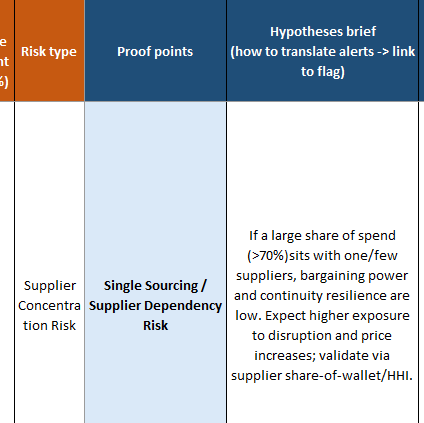 e
nt
%)
Risk type
Proof points
Hypotheses brief
(how to translate alerts -> link
to flag)
Supplier
Concentra
tion Risk
Single Sourcing /
Supplier Dependency
Risk
If a large share of spend
(>70%)sits with one/few
suppliers, bargaining power
and continuity resilience are
low. Expect higher exposure
to disruption and price
increases; validate via
supplier share-of-wallet/HHI.